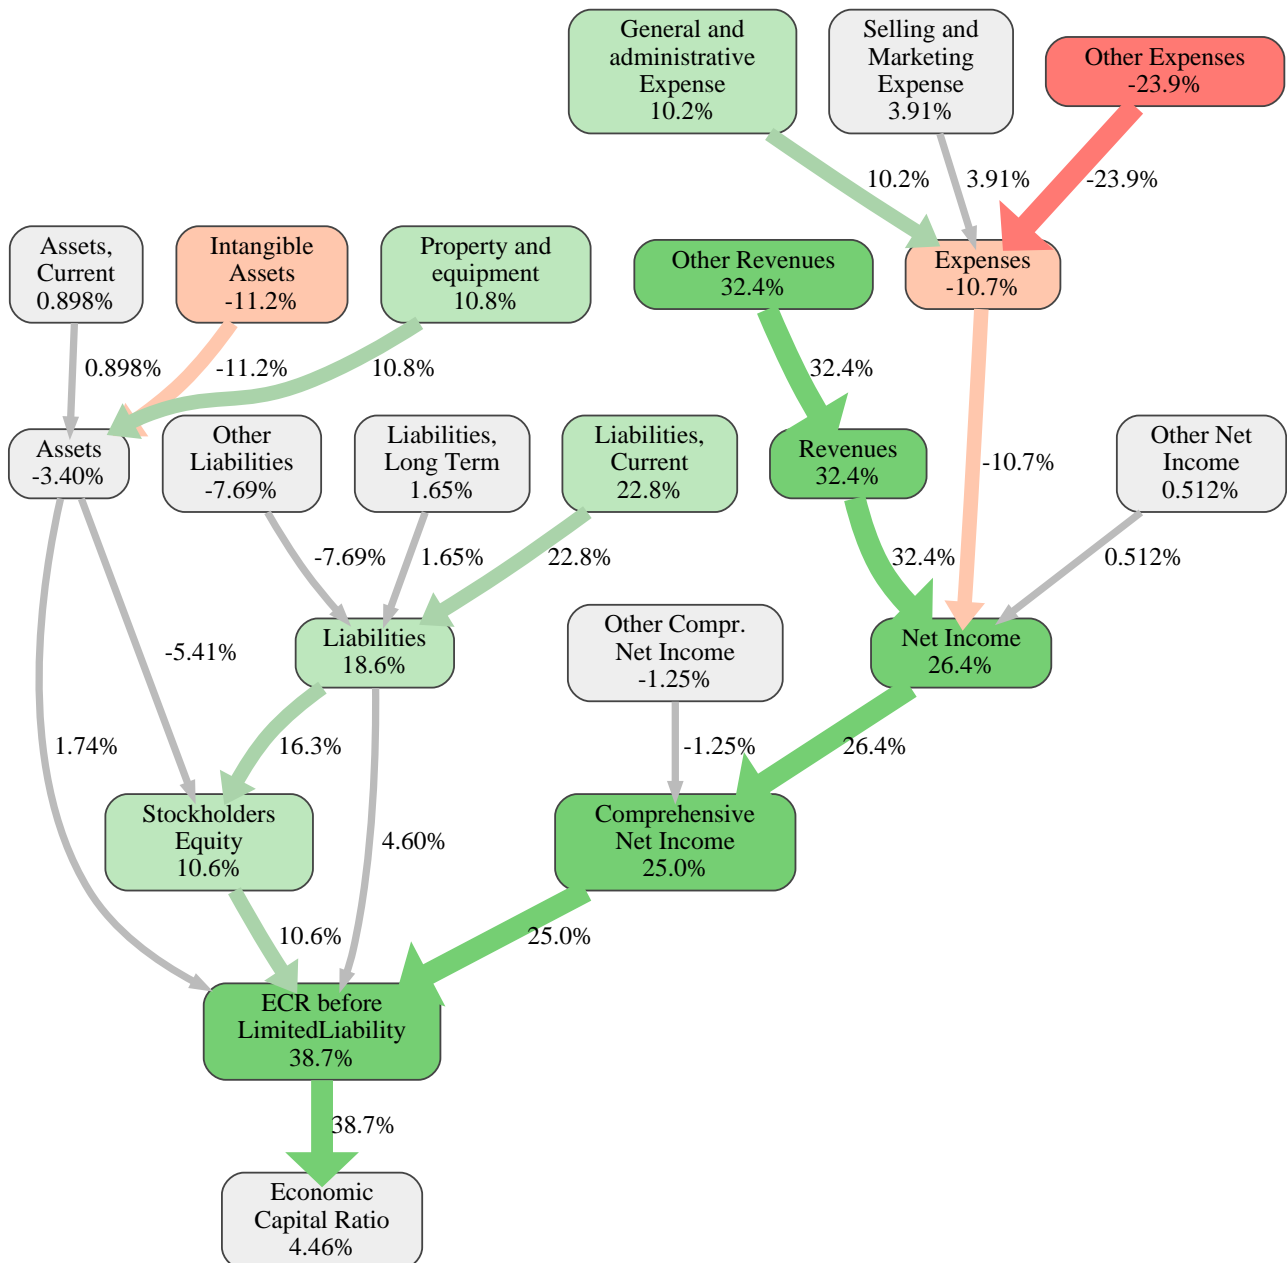 General and
administrative
Expense
10.2%
Selling and
Marketing
Expense
3.91%
Other Expenses
-23.9%
10.2%
3.91%
-23.9%
Assets,
Current
0.898%
Intangible
Assets
-11.2%
Property and
equipment
10.8%
Other Revenues
32.4%
Expenses
-10.7%
0.898%
-11.2%
10.8%
32.4%
-10.7%
Assets
-3.40%
Other
Liabilities
-7.69%
Liabilities,
Long Term
1.65%
Liabilities,
Current
22.8%
Revenues
32.4%
Other Net
Income
0.512%
-7.69%
1.65%
22.8%
32.4%
0.512%
-5.41%
Liabilities
18.6%
Other Compr.
Net Income
-1.25%
Net Income
26.4%
1.74%
16.3%
-1.25%
26.4%
Stockholders
Equity
10.6%
4.60%
Comprehensive
Net Income
25.0%
10.6%
25.0%
ECR before
LimitedLiability
38.7%
38.7%
Economic
Capital Ratio
4.46%